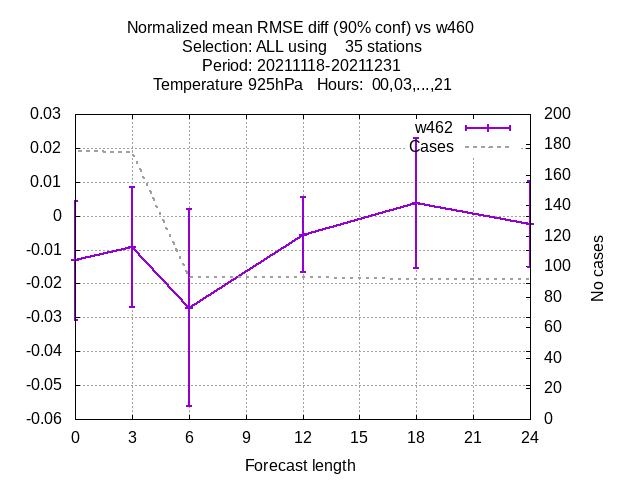 Normalized mean RMSE diff (90% conf) vs w460
Selection: ALL using    35 stations
Period: 20211118-20211231
Temperature 925hPa   Hours:  00,03,...,21
w462
Cases
0.03
0.02
0.01
0
-0.01
-0.02
-0.03
-0.04
-0.05
-0.06
200
180
160
140
120
100
80
60
40
20
0
No cases
0 3 6 9 12 15 18 21 24
Forecast length